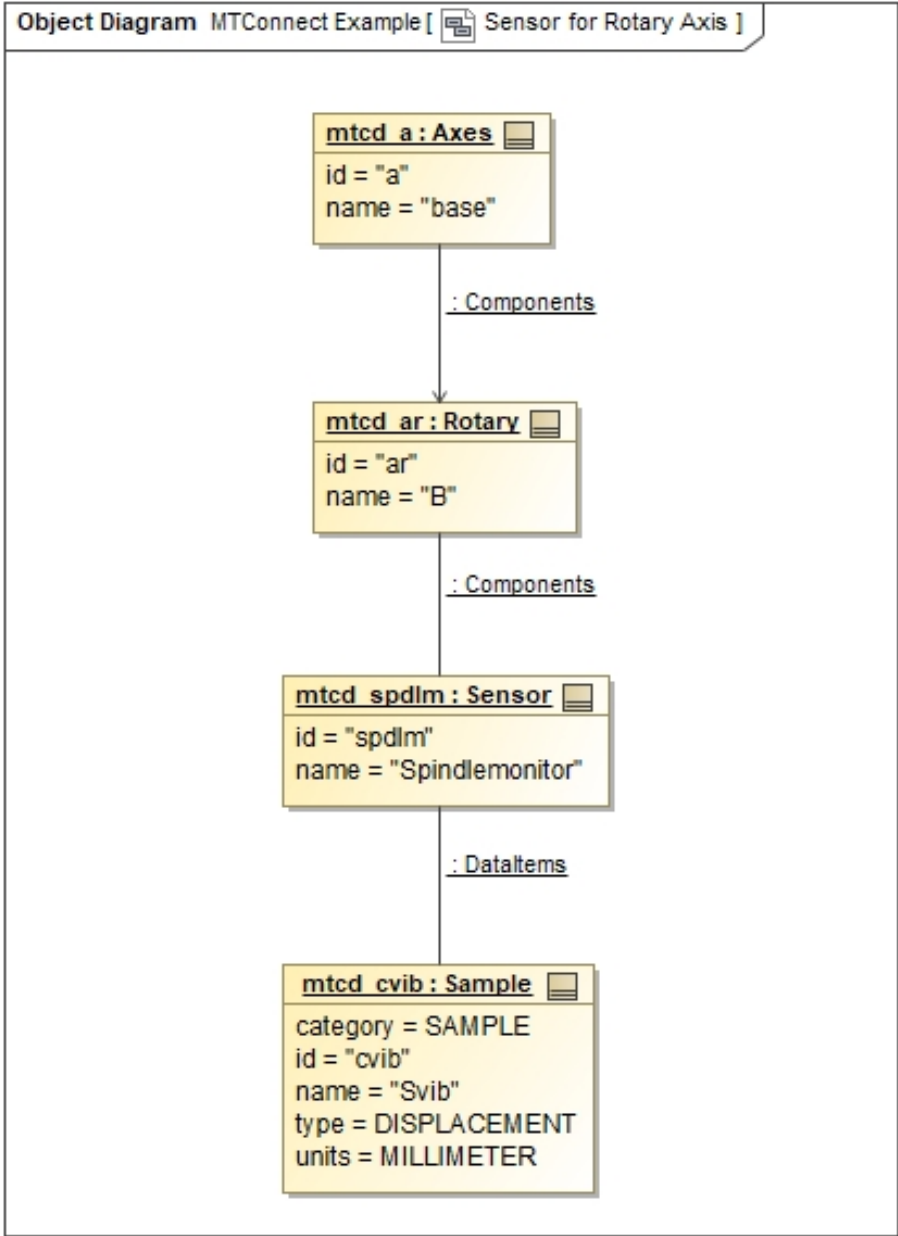 Object Diagram MTConnect Example [ Sensor for Rotary Axis ]
mtcd_a : Axes
id = "a"
name = "base"
: Components
mtcd_ar : Rotary
id = "ar"
name = "B"
: Components
mtcd_spdlm : Sensor
id = "spdlm"
name = "Spindlemonitor"
: DataItems
mtcd_cvib : Sample
category = SAMPLE
id = "cvib"
name = "Svib"
type = DISPLACEMENT
units = MILLIMETER